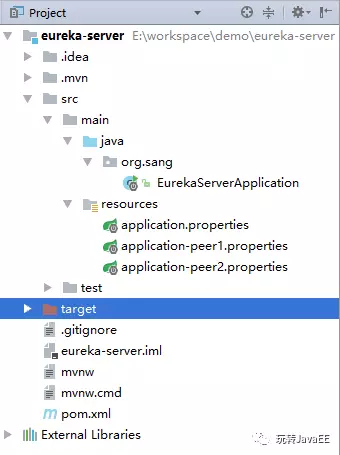 Project
eureka-server E:\workspace\demo\eureka-server
.idea
.mvn
src
main
java
org.sang
EurekaServerApplication
resources
application.properties
application-peer1.properties
application-peer2.properties
test
target
.gitignore
eureka-server.iml
mvnw
mvnw.cmd
pom.xml
External Libraries
玩转JavaEE